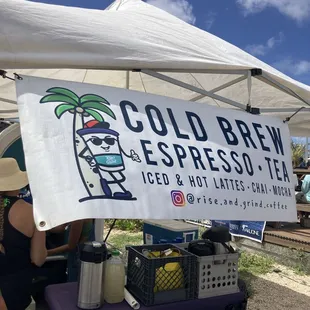 COLD BREW
ESPRESSO • TEA
ICED & HOT LATTES • CHAI • MOCHA
@rise.and.grind.coffee